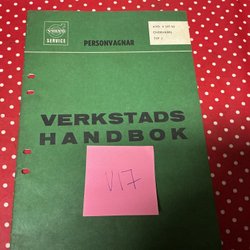 VOLVO
SERVICE
PERSONVAGNAR
VERKSTADS
HANDBOK
V17